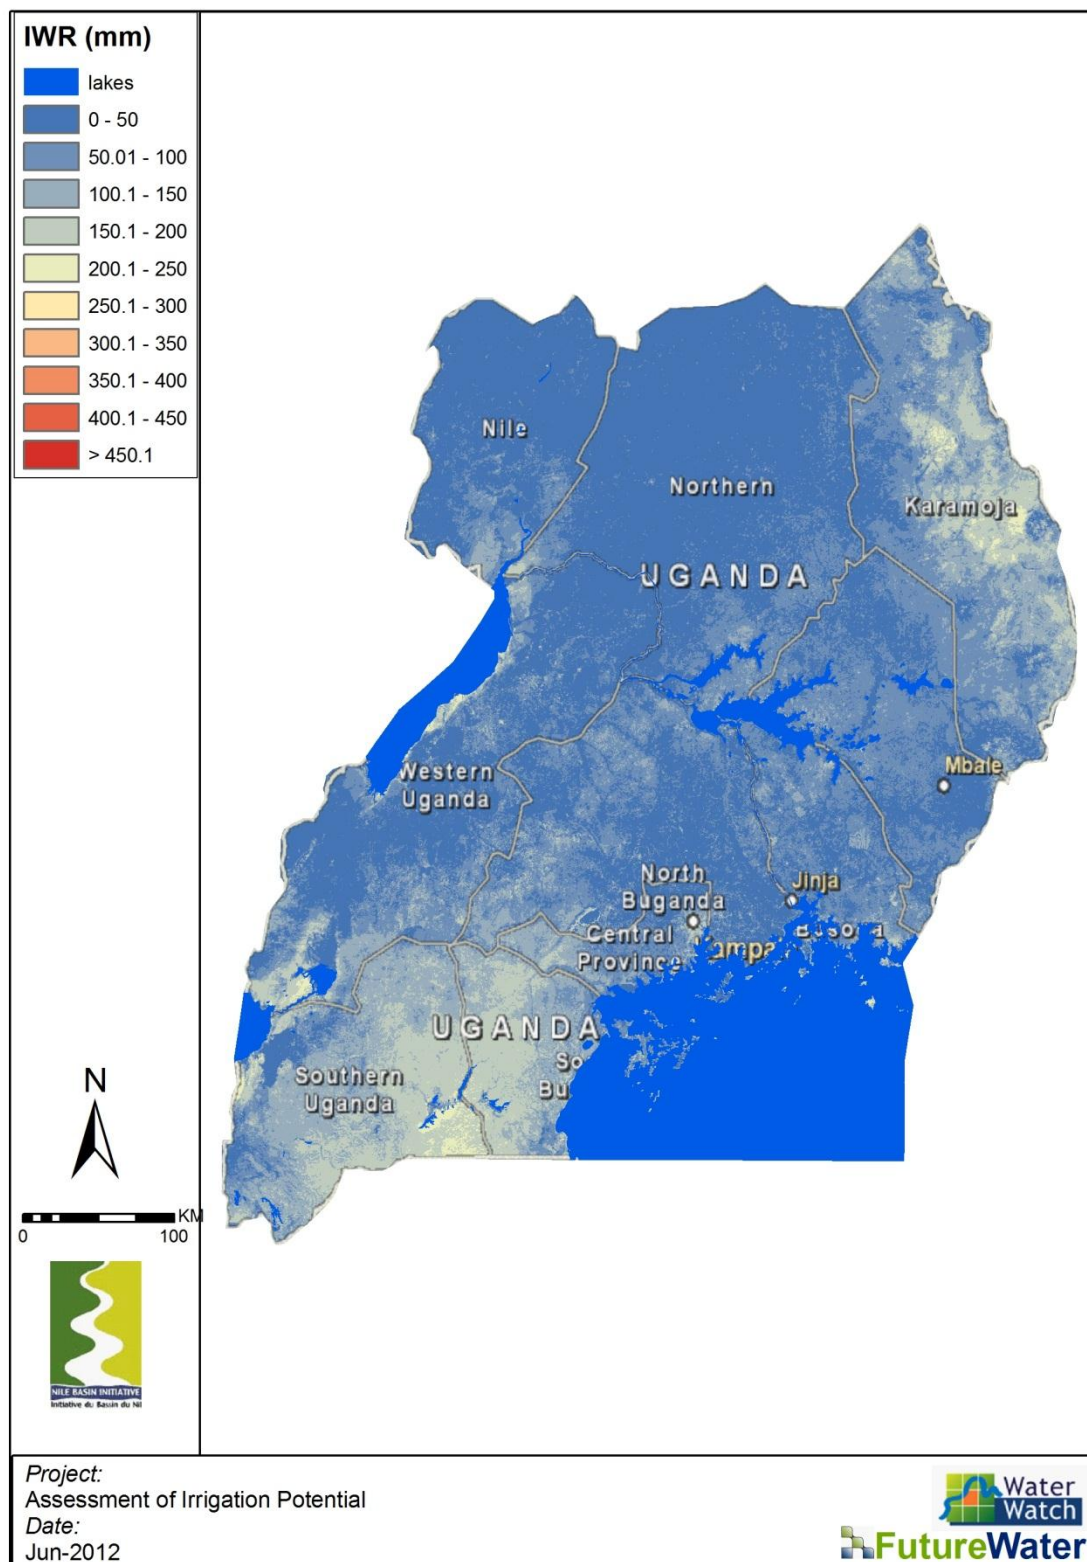 IWR (mm)
lakes
0 - 50
50.01 - 100
100.1 - 150
150.1 - 200
200.1 - 250
250.1 - 300
300.1 - 350
350.1 - 400
400.1 - 450
> 450.1
Nile
Northern
Karamoja
UGANDA
Western
Uganda
Mbale
North
Buganda
Jinja
Central
Province
UGANDA
Southern
Uganda
N
KM
0 100
NILE BASIN INITIATIVE
Initiative du Bassin du Nil
Project:
Assessment of Irrigation Potential
Date:
Jun-2012
Water
Watch
FutureWater